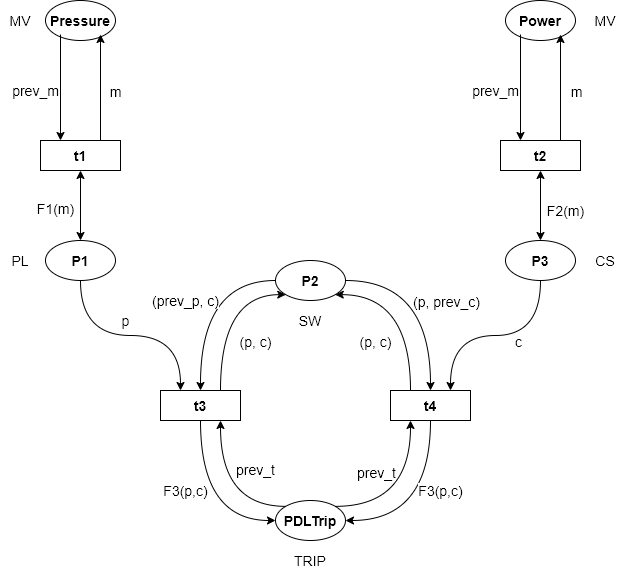 MV
Pressure
Power
MV
prev_m
m
prev_m
m
t1
t2
F1(m)
F2(m)
PL
P1
P2
P3
CS
(prev_p, c)
(p, prev_c)
SW
p
(p, c)
(p, c)
c
t3
t4
prev_t
prev_t
F3(p,c)
F3(p,c)
PDLTrip
TRIP